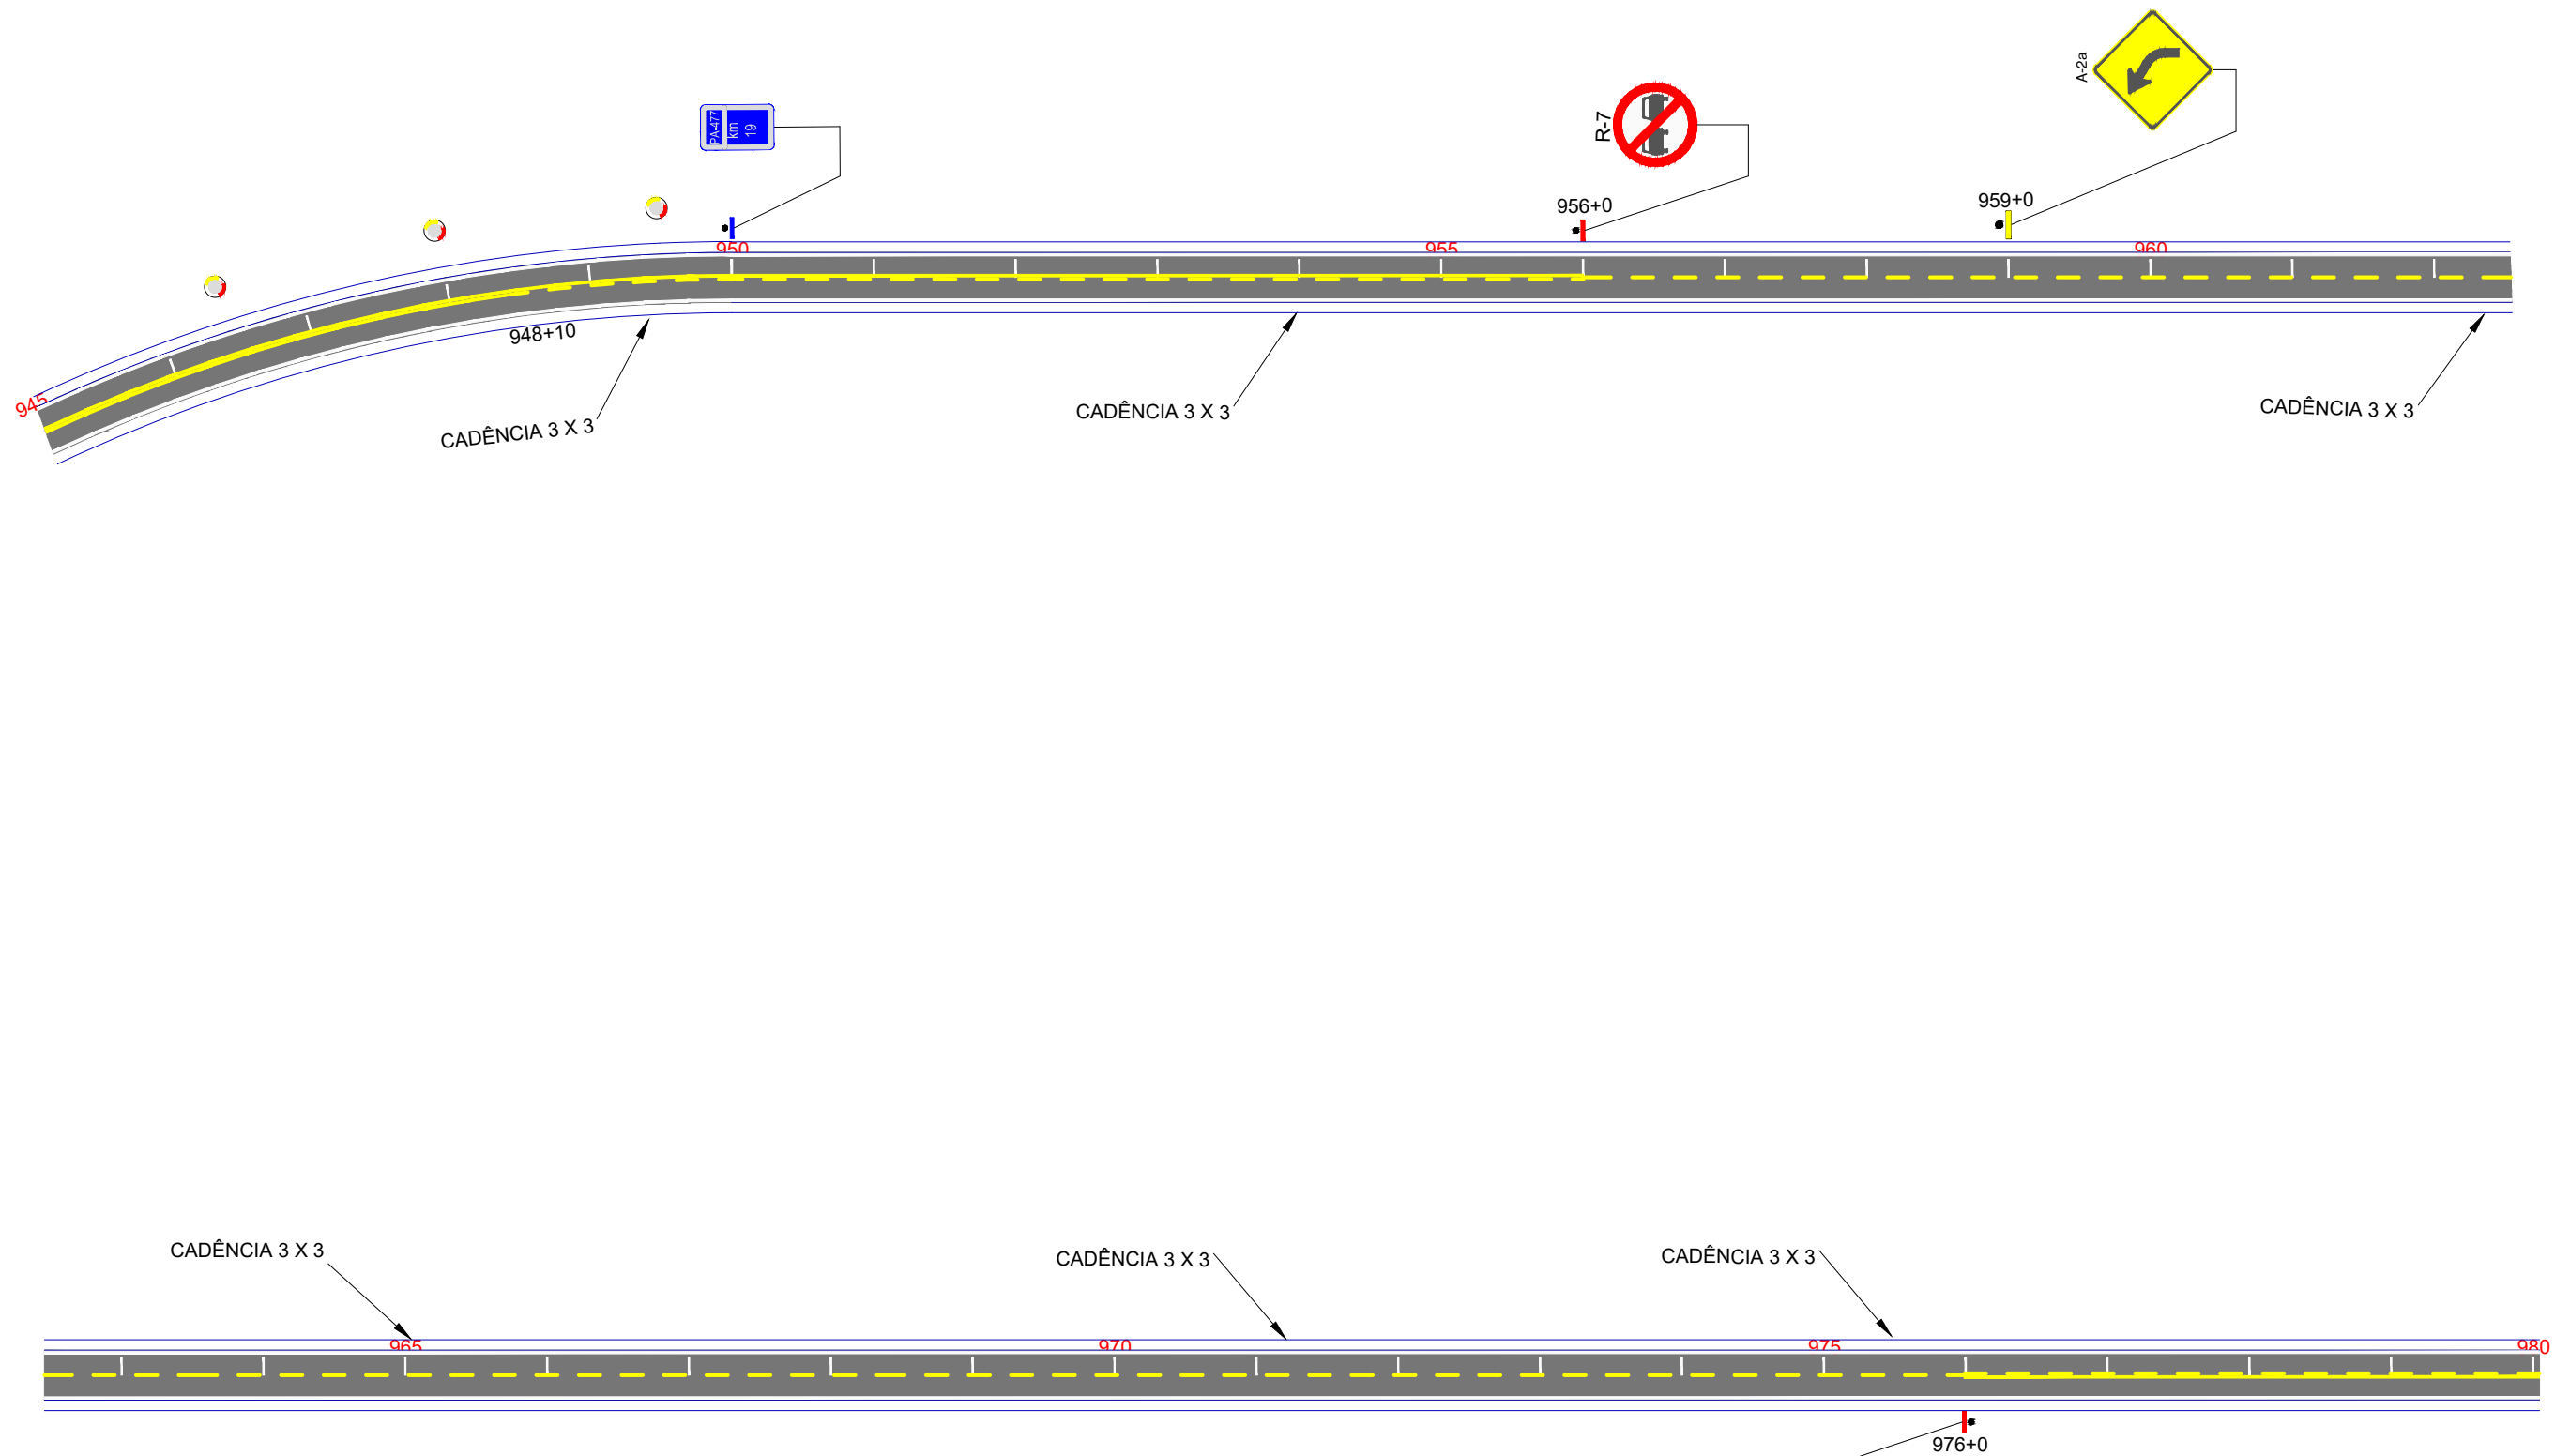 A-2a
PA-477
km
19
R-7
956+0
959+0
950
955
960
948+10
945
CADÊNCIA 3 X 3
CADÊNCIA 3 X 3
CADÊNCIA 3 X 3
CADÊNCIA 3 X 3
CADÊNCIA 3 X 3
CADÊNCIA 3 X 3
965
970
975
980
976+0